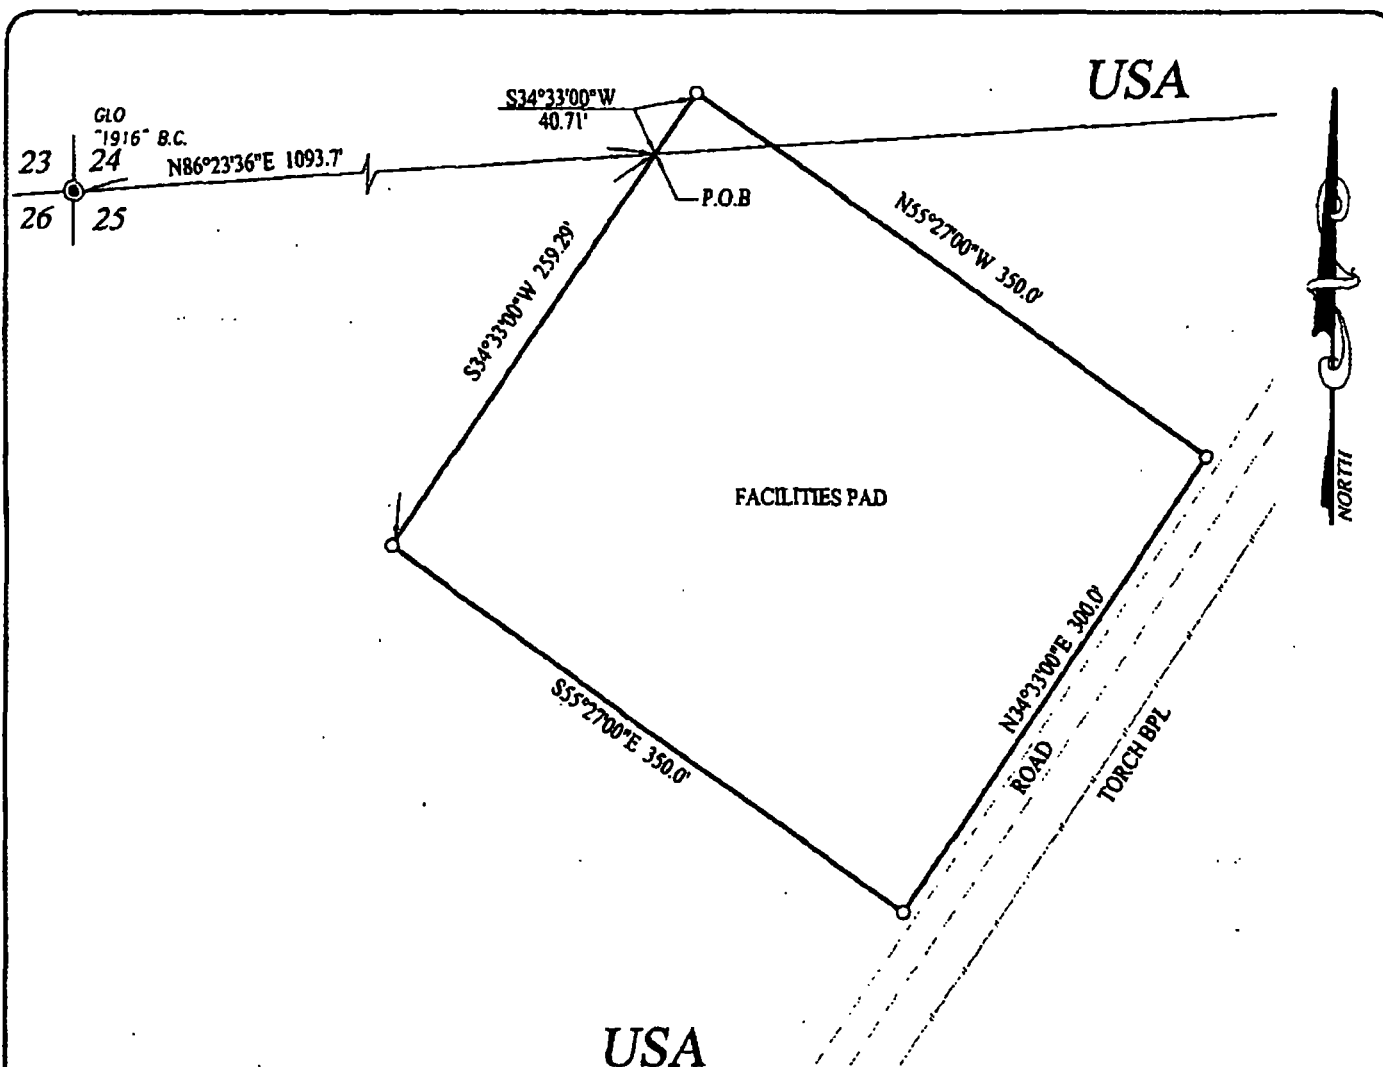 USA
S34°33'00"W
40.71'
GLO
"1916" B.C.
23 24
N86°23'36"E 1093.7'
26 25
P.O.B
N55°27'00"W 350.0'
S34°33'00"W 259.29'
FACILITIES PAD
NORTH
N34°33'00"E 300.0'
S55°27'00"E 350.0'
ROAD
TORCH BPL
USA